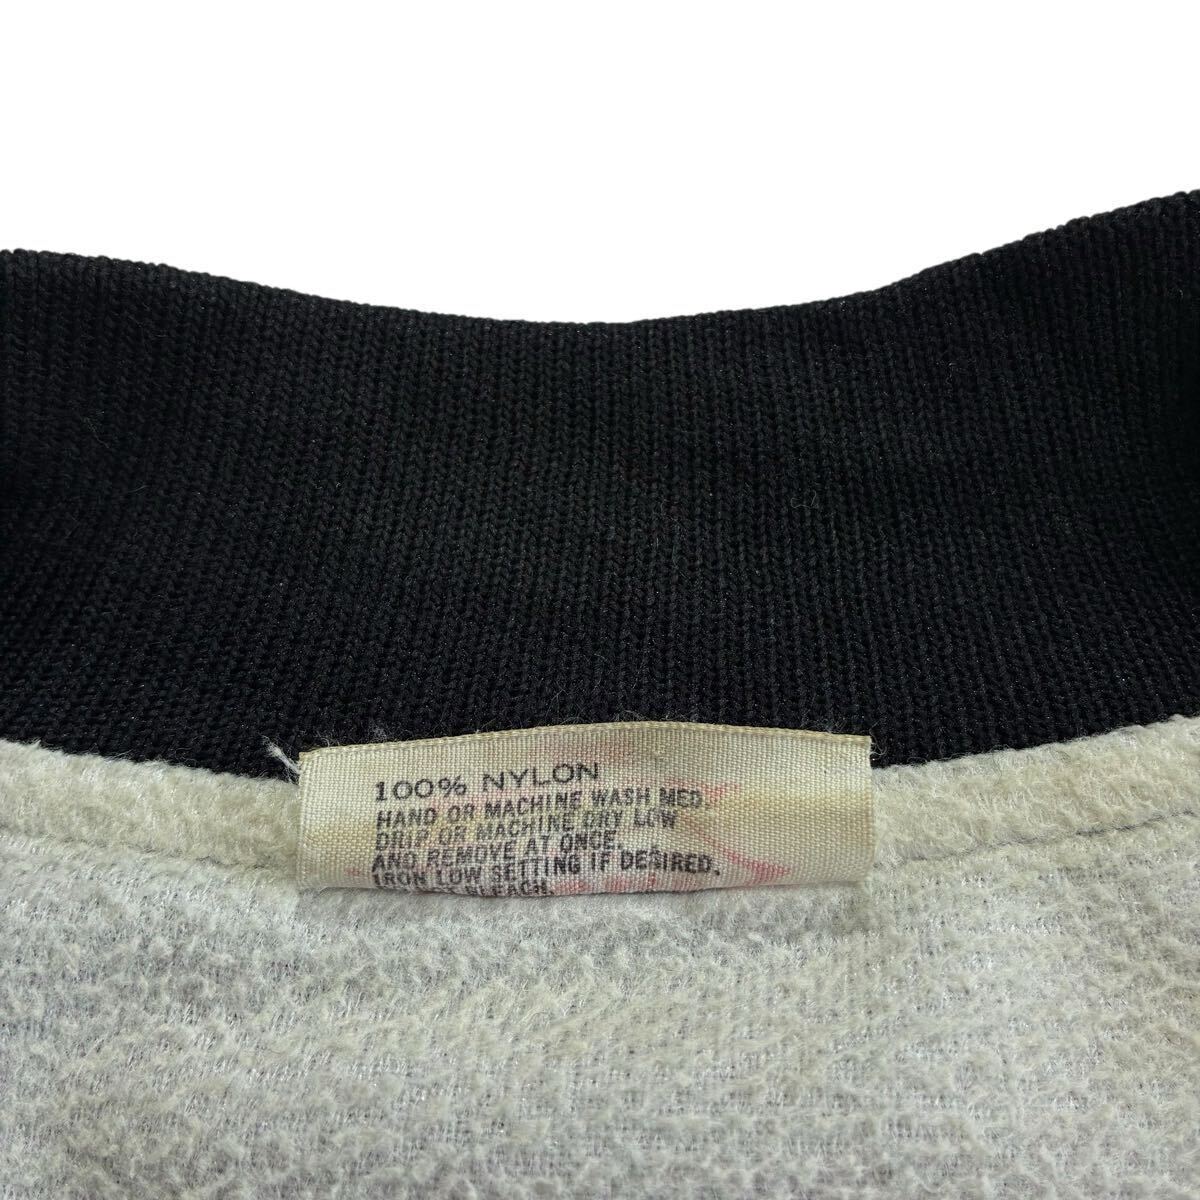 100% NYLON
HAND OR MACHINE WASH MED.
DRIP OR MACHINE DRY LOW
AND REMOVE AT ONCE.
IRON LOW SETTING IF DESIRED.
BLEACH.